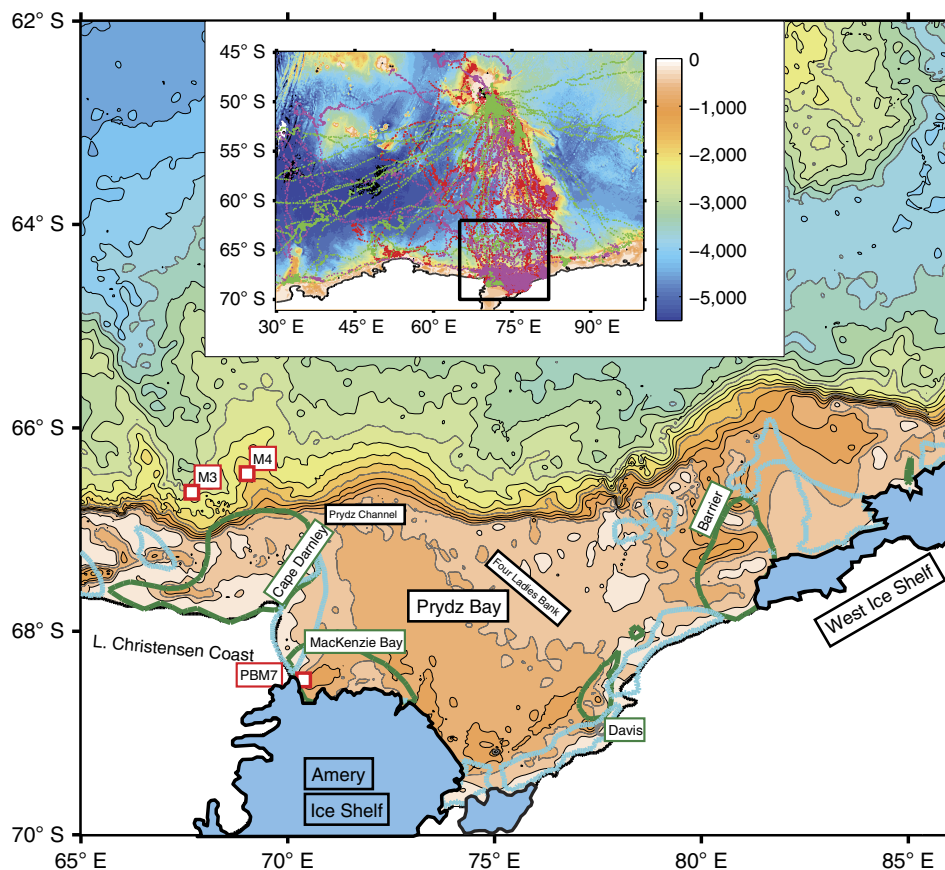 62° S
64° S
66° S
68° S
70° S
65° E
70° E
75° E
80° E
85° E
45° S
50° S
55° S
60° S
65° S
70° S
30° E
45° E
60° E
75° E
90° E
0
−1,000
−2,000
−3,000
−4,000
−5,000
M3
M4
Prydz Channel
Cape Darnley
Four Ladies Bank
Barrier
Prydz Bay
West Ice Shelf
L. Christensen Coast
MacKenzie Bay
PBM7
Davis
Amery
Ice Shelf